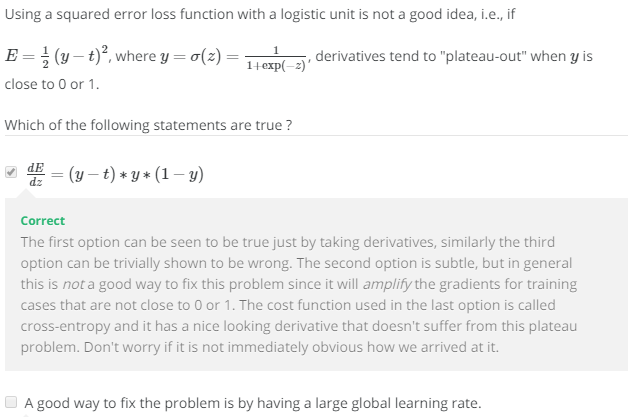 Using a squared error loss function with a logistic unit is not a good idea, i.e., if
E = 1/2 (y − t)², where y = σ(z) = 1/(1+exp(−z)), derivatives tend to "plateau-out" when y is
close to 0 or 1.
Which of the following statements are true ?
dE/dz = (y − t) * y * (1 − y)
Correct
The first option can be seen to be true just by taking derivatives, similarly the third
option can be trivially shown to be wrong. The second option is subtle, but in general
this is not a good way to fix this problem since it will amplify the gradients for training
cases that are not close to 0 or 1. The cost function used in the last option is called
cross-entropy and it has a nice looking derivative that doesn't suffer from this plateau
problem. Don't worry if it is not immediately obvious how we arrived at it.
A good way to fix the problem is by having a large global learning rate.